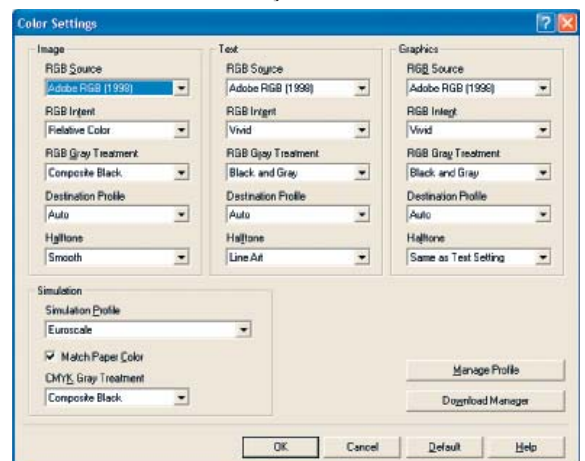 Color Settings
Image
RGB Source
Adobe RGB (1998)
RGB Intent
Relative Color
RGB Gray Treatment
Composite Black
Destination Profile
Auto
Halftone
Smooth
Text
RGB Source
Adobe RGB (1998)
RGB Intent
Vivid
RGB Gray Treatment
Black and Gray
Destination Profile
Auto
Halftone
Line Art
Graphics
RGB Source
Adobe RGB (1998)
RGB Intent
Vivid
RGB Gray Treatment
Black and Gray
Destination Profile
Auto
Halftone
Same as Text Setting
Simulation
Simulation Profile
Euroscale
Match Paper Color
CMYK Gray Treatment
Composite Black
Manage Profile
Download Manager
OK
Cancel
Default
Help